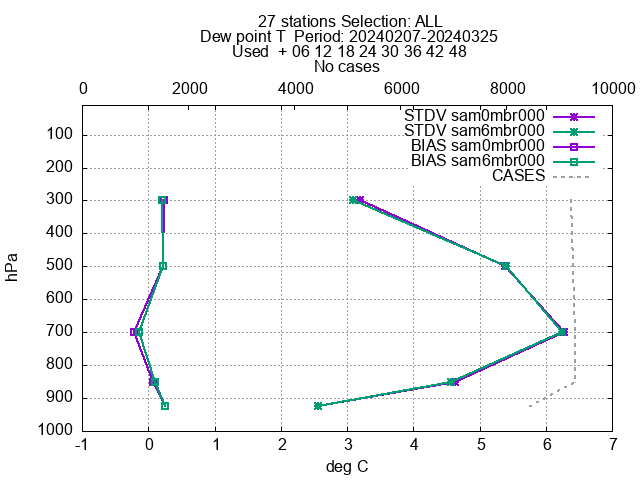 27 stations Selection: ALL
Dew point T  Period: 20240207-20240325
Used  + 06 12 18 24 30 36 42 48
No cases
0 2000 4000 6000 8000 10000
STDV sam0mbr000
STDV sam6mbr000
BIAS sam0mbr000
BIAS sam6mbr000
CASES
100
200
300
400
500
600
700
800
900
1000
hPa
-1 0 1 2 3 4 5 6 7
deg C